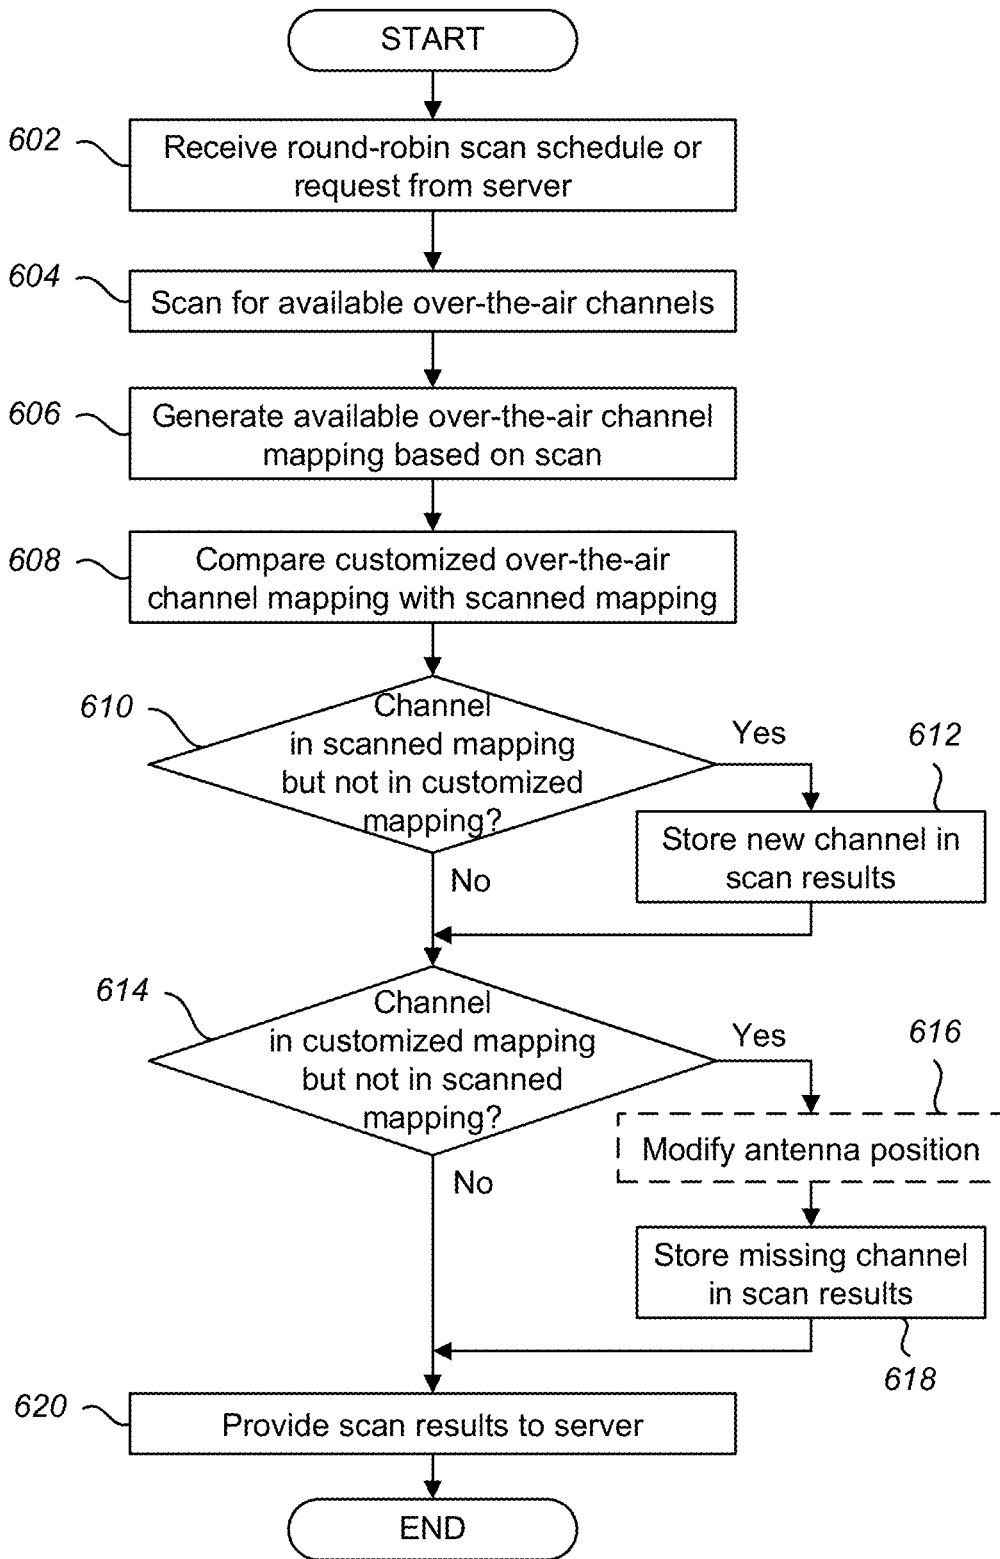 START
602
Receive round-robin scan schedule or
request from server
604
Scan for available over-the-air channels
606
Generate available over-the-air channel
mapping based on scan
608
Compare customized over-the-air
channel mapping with scanned mapping
610
Channel
in scanned mapping
but not in customized
mapping?
Yes
612
Store new channel in
scan results
No
614
Channel
in customized mapping
but not in scanned
mapping?
Yes
616
Modify antenna position
No
Store missing channel
in scan results
618
620
Provide scan results to server
END